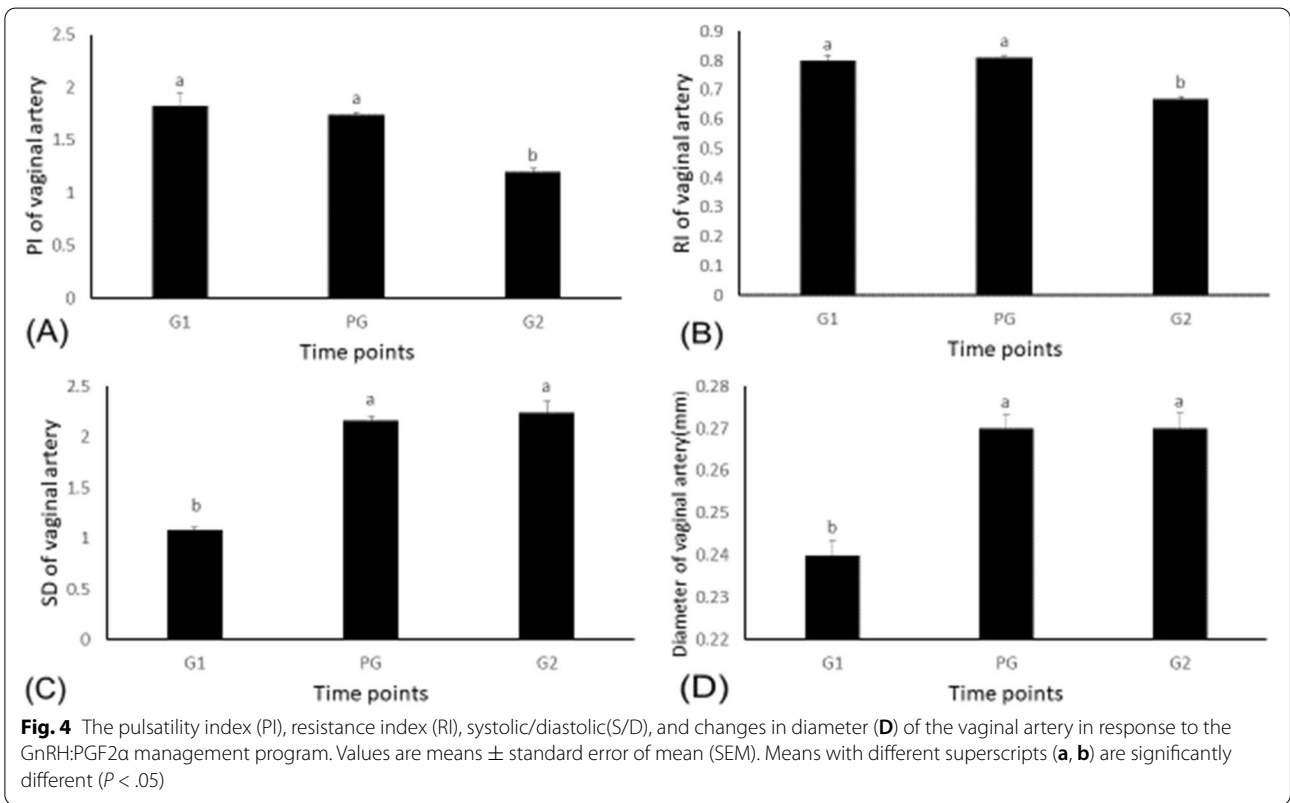 2.5
2
1.5
1
0.5
0
PI of vaginal artery
a
a
b
G1 PG G2
(A)
Time points
0.9
0.8
0.7
0.6
0.5
0.4
0.3
0.2
0.1
0
RI of vaginal artery
a
a
b
G1 PG G2
(B)
Time points
2.5
2
1.5
1
0.5
0
SD of vaginal artery
b
a
a
G1 PG G2
(C)
Time points
0.28
0.27
0.26
0.25
0.24
0.23
0.22
Diameter of vaginal artery(mm)
b
a
a
G1 PG G2
(D)
Time points
Fig. 4 The pulsatility index (PI), resistance index (RI), systolic/diastolic(S/D), and changes in diameter (D) of the vaginal artery in response to the
GnRH:PGF2α management program. Values are means ± standard error of mean (SEM). Means with different superscripts (a, b) are significantly
different (P < .05)